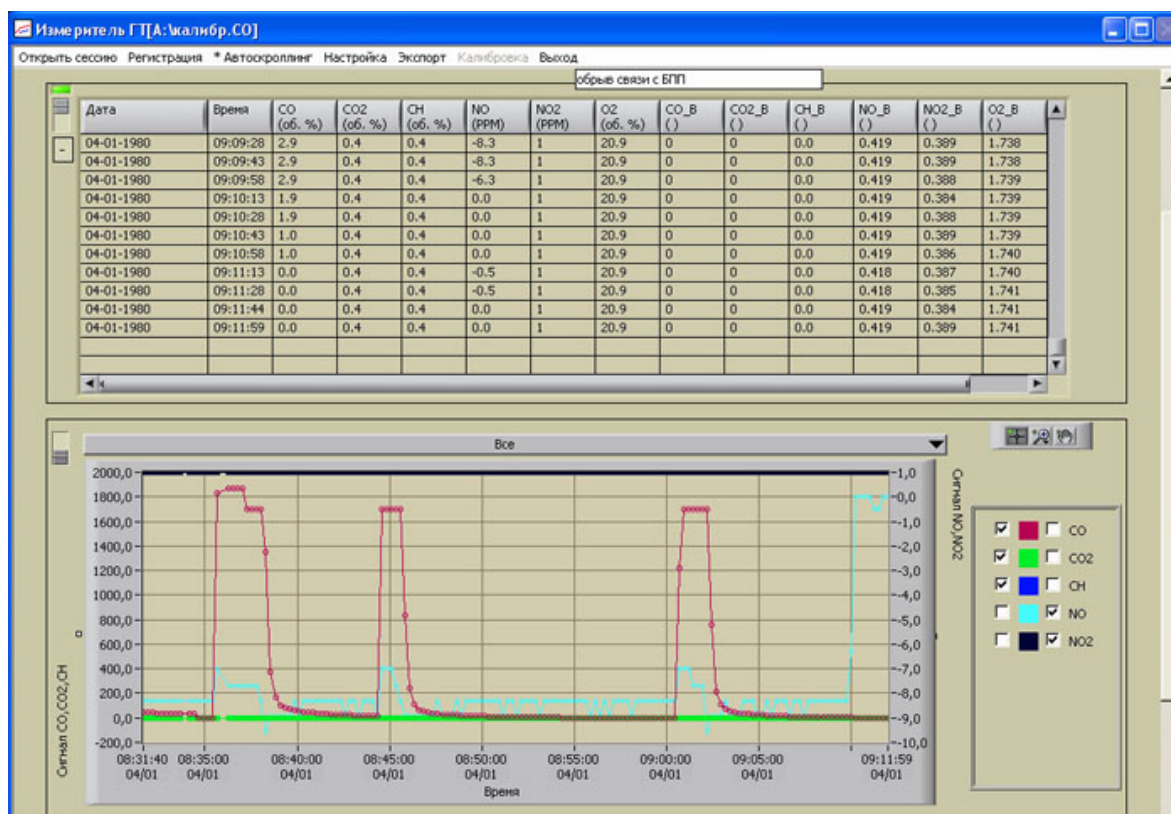 Измеритель ГТ[A:\калибр.CO]
Открыть сессию Регистрация * Автоскроллинг Настройка Экспорт Калибровка Выход
обрыв связи с БПП
Дата Время CO (об. %) CO2 (об. %) CH (об. %) NO (PPM) NO2 (PPM) O2 (об. %) CO_B () CO2_B () CH_B () NO_B () NO2_B () O2_B ()
04-01-1980 09:09:28 2.9 0.4 0.4 -8.3 1 20.9 0 0 0.0 0.419 0.389 1.738
04-01-1980 09:09:43 2.9 0.4 0.4 -8.3 1 20.9 0 0 0.0 0.419 0.389 1.738
04-01-1980 09:09:58 2.9 0.4 0.4 -6.3 1 20.9 0 0 0.0 0.419 0.388 1.739
04-01-1980 09:10:13 1.9 0.4 0.4 0.0 1 20.9 0 0 0.0 0.419 0.384 1.739
04-01-1980 09:10:28 1.9 0.4 0.4 0.0 1 20.9 0 0 0.0 0.419 0.388 1.739
04-01-1980 09:10:43 1.0 0.4 0.4 0.0 1 20.9 0 0 0.0 0.419 0.389 1.739
04-01-1980 09:10:58 1.0 0.4 0.4 0.0 1 20.9 0 0 0.0 0.419 0.386 1.740
04-01-1980 09:11:13 0.0 0.4 0.4 -0.5 1 20.9 0 0 0.0 0.418 0.387 1.740
04-01-1980 09:11:28 0.0 0.4 0.4 -0.5 1 20.9 0 0 0.0 0.418 0.385 1.741
04-01-1980 09:11:44 0.0 0.4 0.4 0.0 1 20.9 0 0 0.0 0.419 0.384 1.741
04-01-1980 09:11:59 0.0 0.4 0.4 0.0 1 20.9 0 0 0.0 0.419 0.389 1.741
Все
Сигнал CO,CO2,CH
2000,0
1800,0
1600,0
1400,0
1200,0
1000,0
800,0
600,0
400,0
200,0
0,0
-200,0
1,0
0,0
-1,0
-2,0
-3,0
-4,0
-5,0
-6,0
-7,0
-8,0
-9,0
-10,0
Сигнал NO,NO2
08:31:40 08:35:00 08:40:00 08:45:00 08:50:00 08:55:00 09:00:00 09:05:00 09:11:59
04/01 04/01 04/01 04/01 04/01 04/01 04/01 04/01 04/01
Время
CO
CO2
CH
NO
NO2